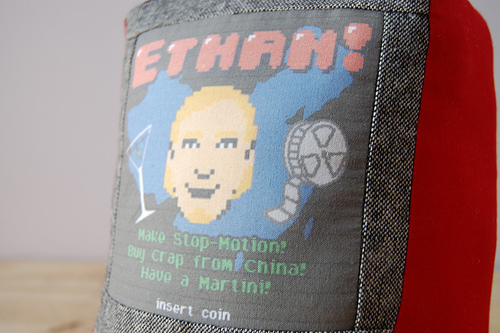 ETHAN!
Make Stop-Motion!
Buy crap from China!
Have a Martini!
insert coin